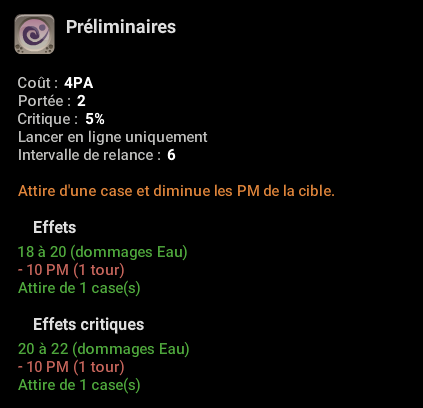 Préliminaires
Coût : 4PA
Portée : 2
Critique : 5%
Lancer en ligne uniquement
Intervalle de relance : 6
Attire d'une case et diminue les PM de la cible.
Effets
18 à 20 (dommages Eau)
- 10 PM (1 tour)
Attire de 1 case(s)
Effets critiques
20 à 22 (dommages Eau)
- 10 PM (1 tour)
Attire de 1 case(s)